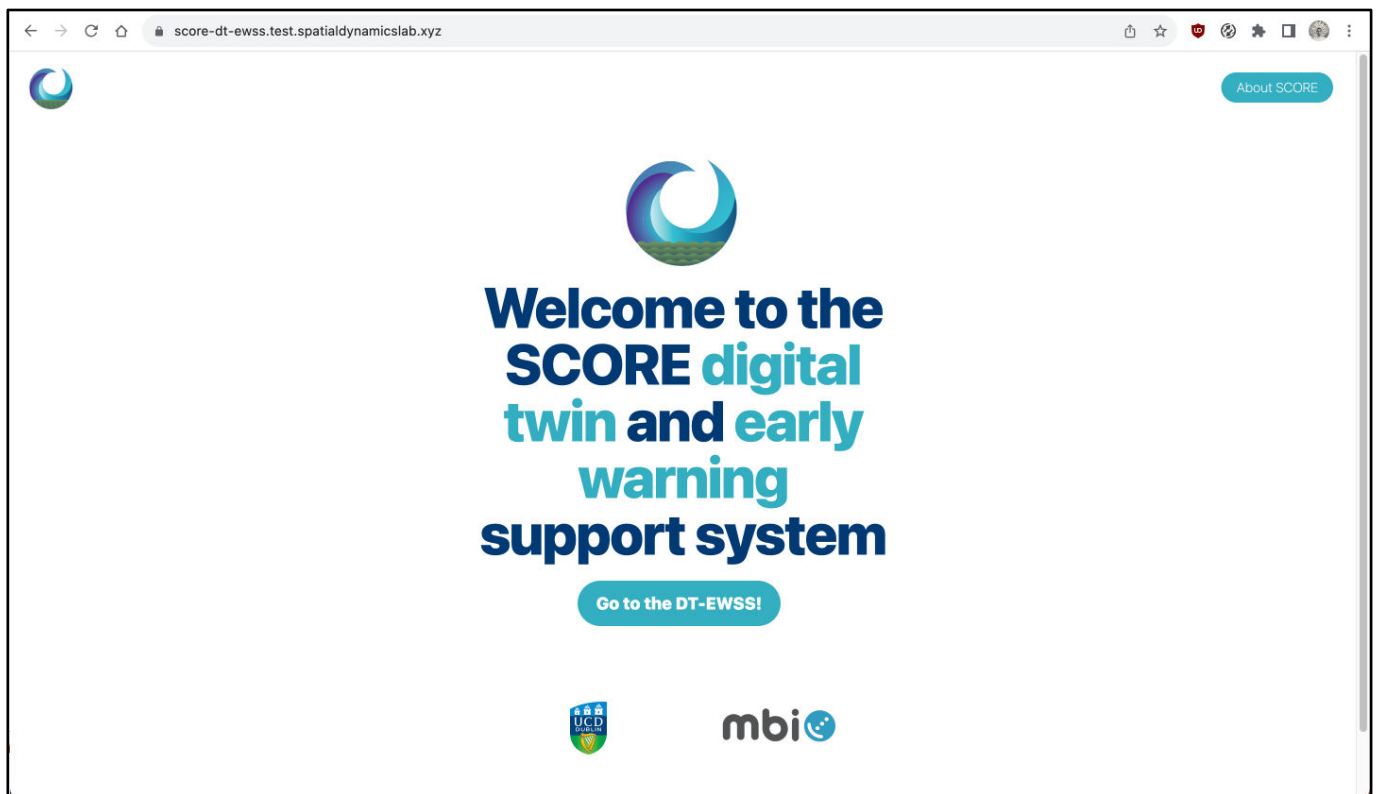 score-dt-ewss.test.spatialdynamicslab.xyz
About SCORE
Welcome to the
SCORE digital
twin and early
warning
support system
Go to the DT-EWSS!
UCD
DUBLIN
mbi